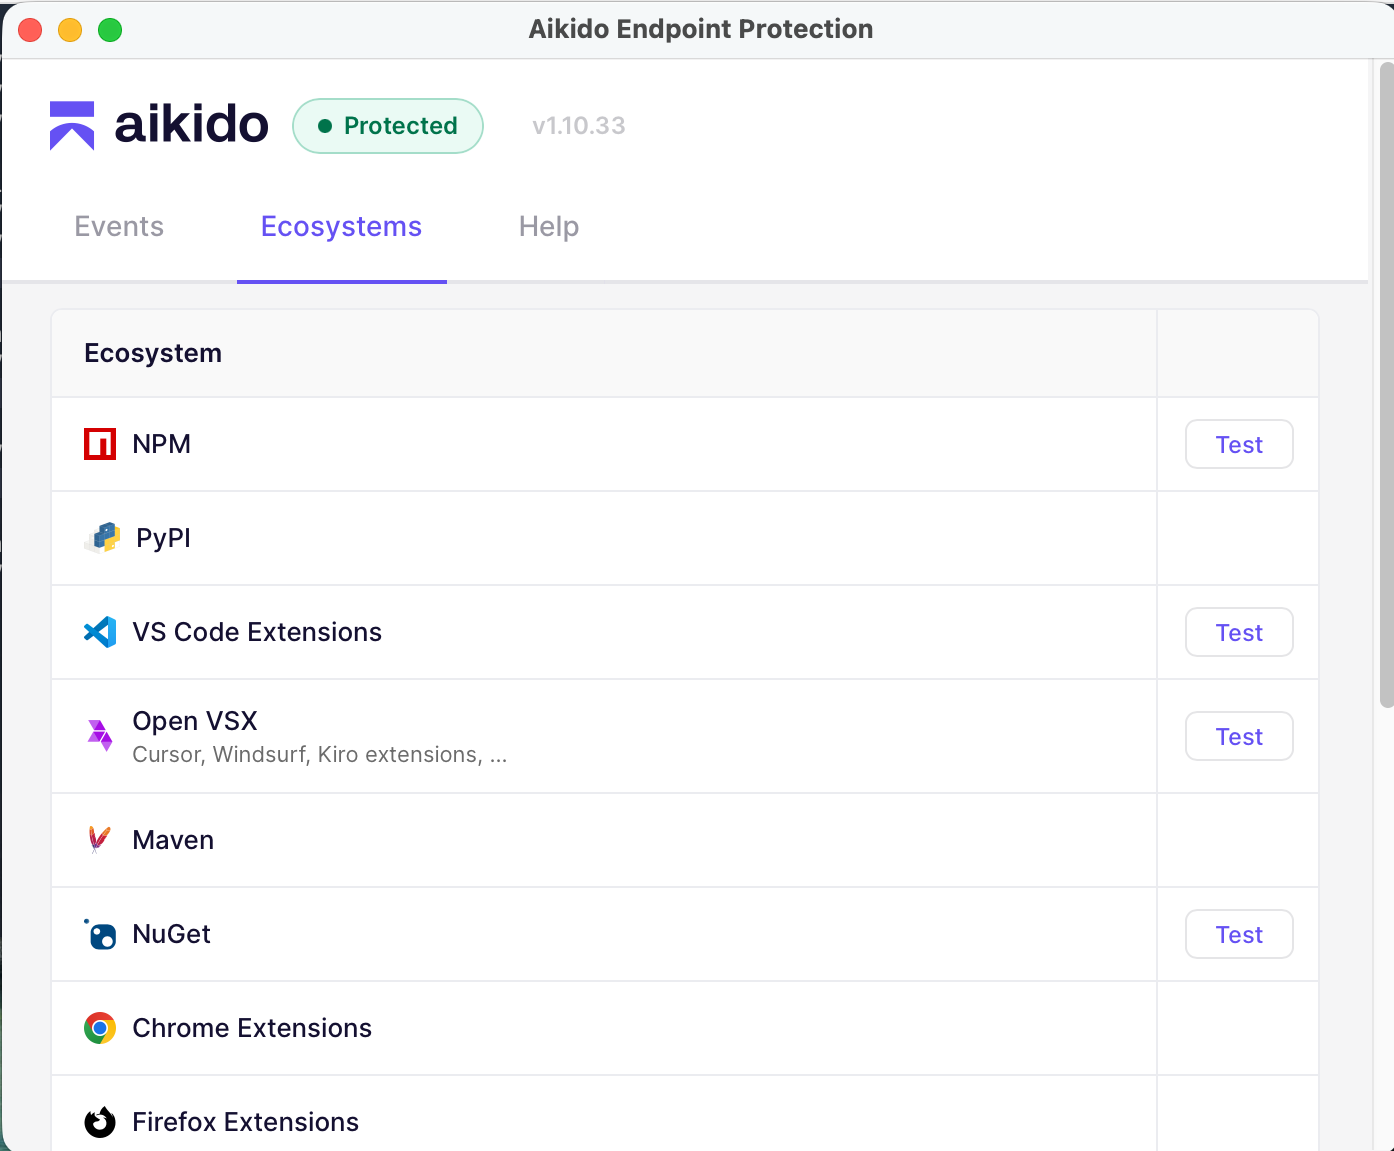 Aikido Endpoint Protection
aikido
Protected
v1.10.33
Events
Ecosystems
Help
Ecosystem
NPM
Test
PyPI
VS Code Extensions
Test
Open VSX
Cursor, Windsurf, Kiro extensions, ...
Test
Maven
NuGet
Test
Chrome Extensions
Firefox Extensions